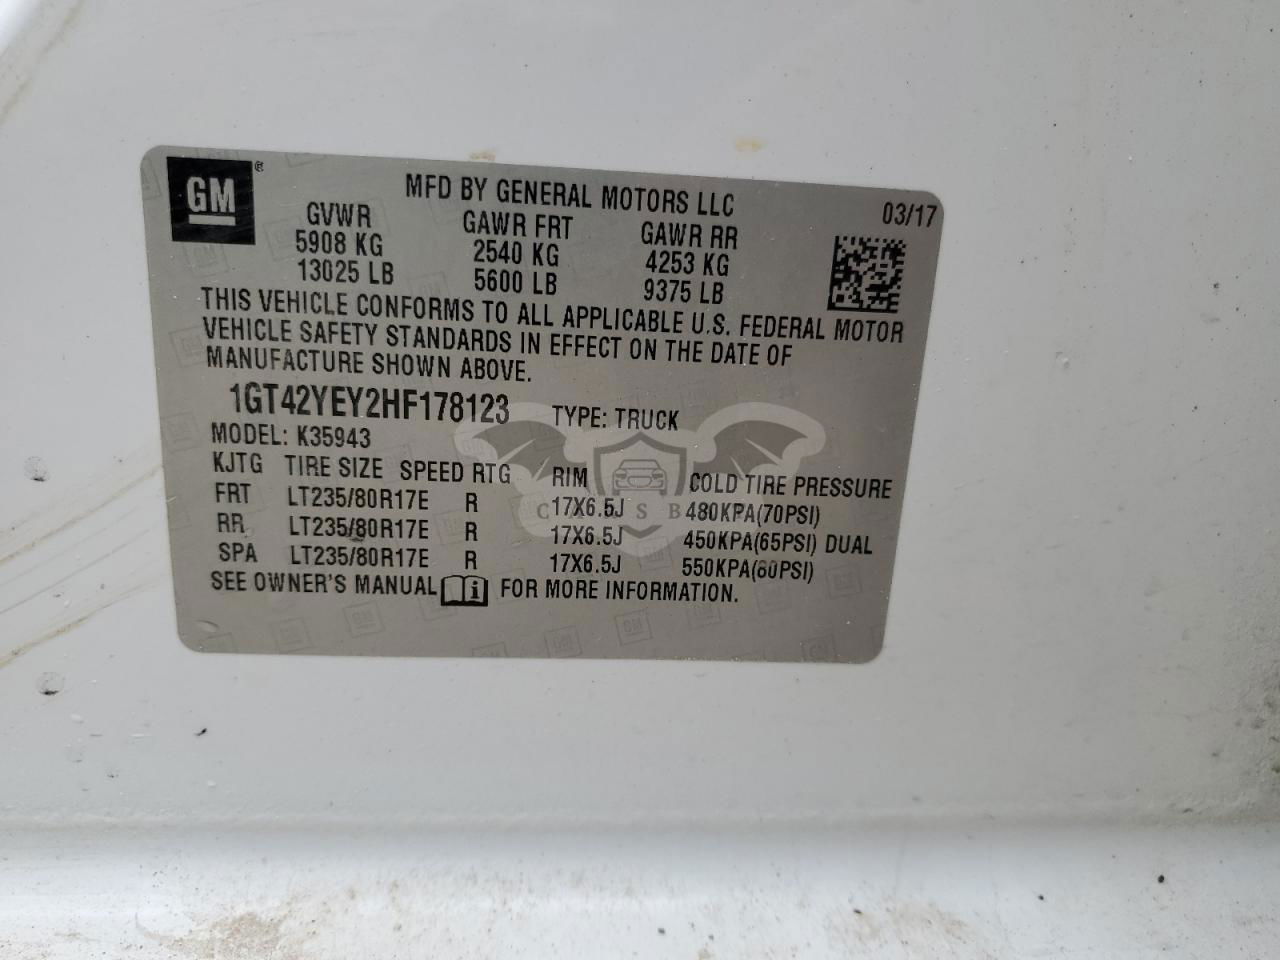 GM ®
MFD BY GENERAL MOTORS LLC 03/17
GVWR GAWR FRT GAWR RR
5908 KG 2540 KG 4253 KG
13025 LB 5600 LB 9375 LB
THIS VEHICLE CONFORMS TO ALL APPLICABLE U.S. FEDERAL MOTOR
VEHICLE SAFETY STANDARDS IN EFFECT ON THE DATE OF
MANUFACTURE SHOWN ABOVE.
1GT42YEY2HF178123 TYPE: TRUCK
MODEL: K35943
KJTG TIRE SIZE SPEED RTG RIM COLD TIRE PRESSURE
FRT LT235/80R17E R 17X6.5J 480KPA(70PSI)
RR LT235/80R17E R 17X6.5J 450KPA(65PSI) DUAL
SPA LT235/80R17E R 17X6.5J 550KPA(80PSI)
SEE OWNER'S MANUAL i FOR MORE INFORMATION.